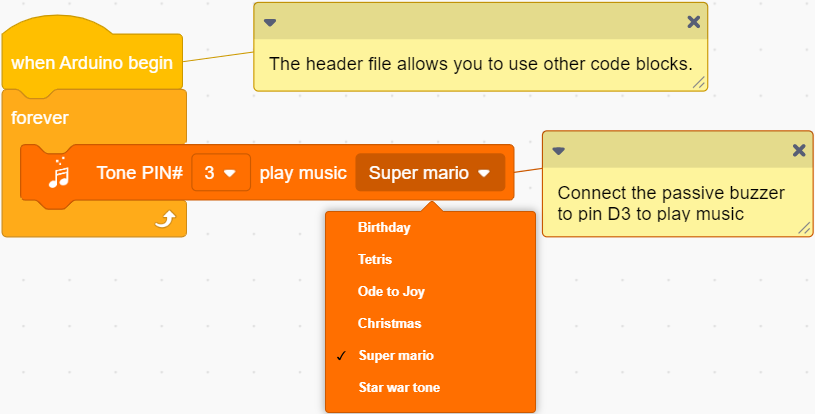 The header file allows you to use other code blocks.
when Arduino begin
forever
Tone PIN# 3 play music Super mario
Connect the passive buzzer
to pin D3 to play music
Birthday
Tetris
Ode to Joy
Christmas
✓ Super mario
Star war tone